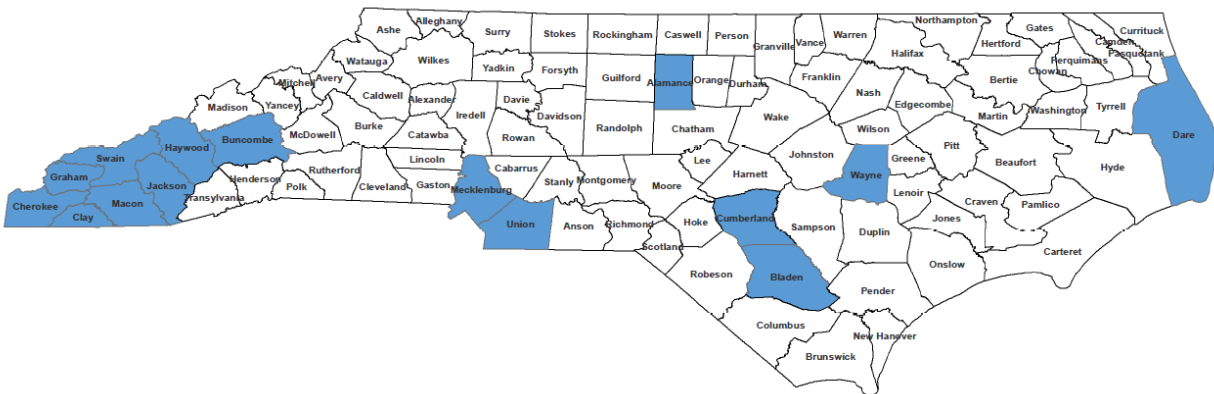 Ashe
Alleghany
Surry
Stokes
Rockingham
Caswell
Person
Granville
Vance
Warren
Northampton
Gates
Currituck
Camden
Pasquotank
Halifax
Hertford
Perquimans
Chowan
Watauga
Wilkes
Yadkin
Forsyth
Guilford
Alamance
Orange
Durham
Franklin
Nash
Bertie
Mitchell
Avery
Caldwell
Alexander
Iredell
Davie
Davidson
Edgecombe
Martin
Washington
Tyrrell
Dare
Madison
Yancey
McDowell
Burke
Catawba
Rowan
Randolph
Chatham
Wake
Wilson
Pitt
Beaufort
Hyde
Buncombe
Haywood
Swain
Graham
Cherokee
Clay
Macon
Jackson
Transylvania
Henderson
Polk
Rutherford
Cleveland
Lincoln
Gaston
Mecklenburg
Cabarrus
Stanly
Montgomery
Moore
Lee
Harnett
Johnston
Wayne
Greene
Lenoir
Craven
Pamlico
Jones
Carteret
Union
Anson
Richmond
Scotland
Hoke
Cumberland
Sampson
Duplin
Onslow
Robeson
Bladen
Pender
Columbus
New Hanover
Brunswick